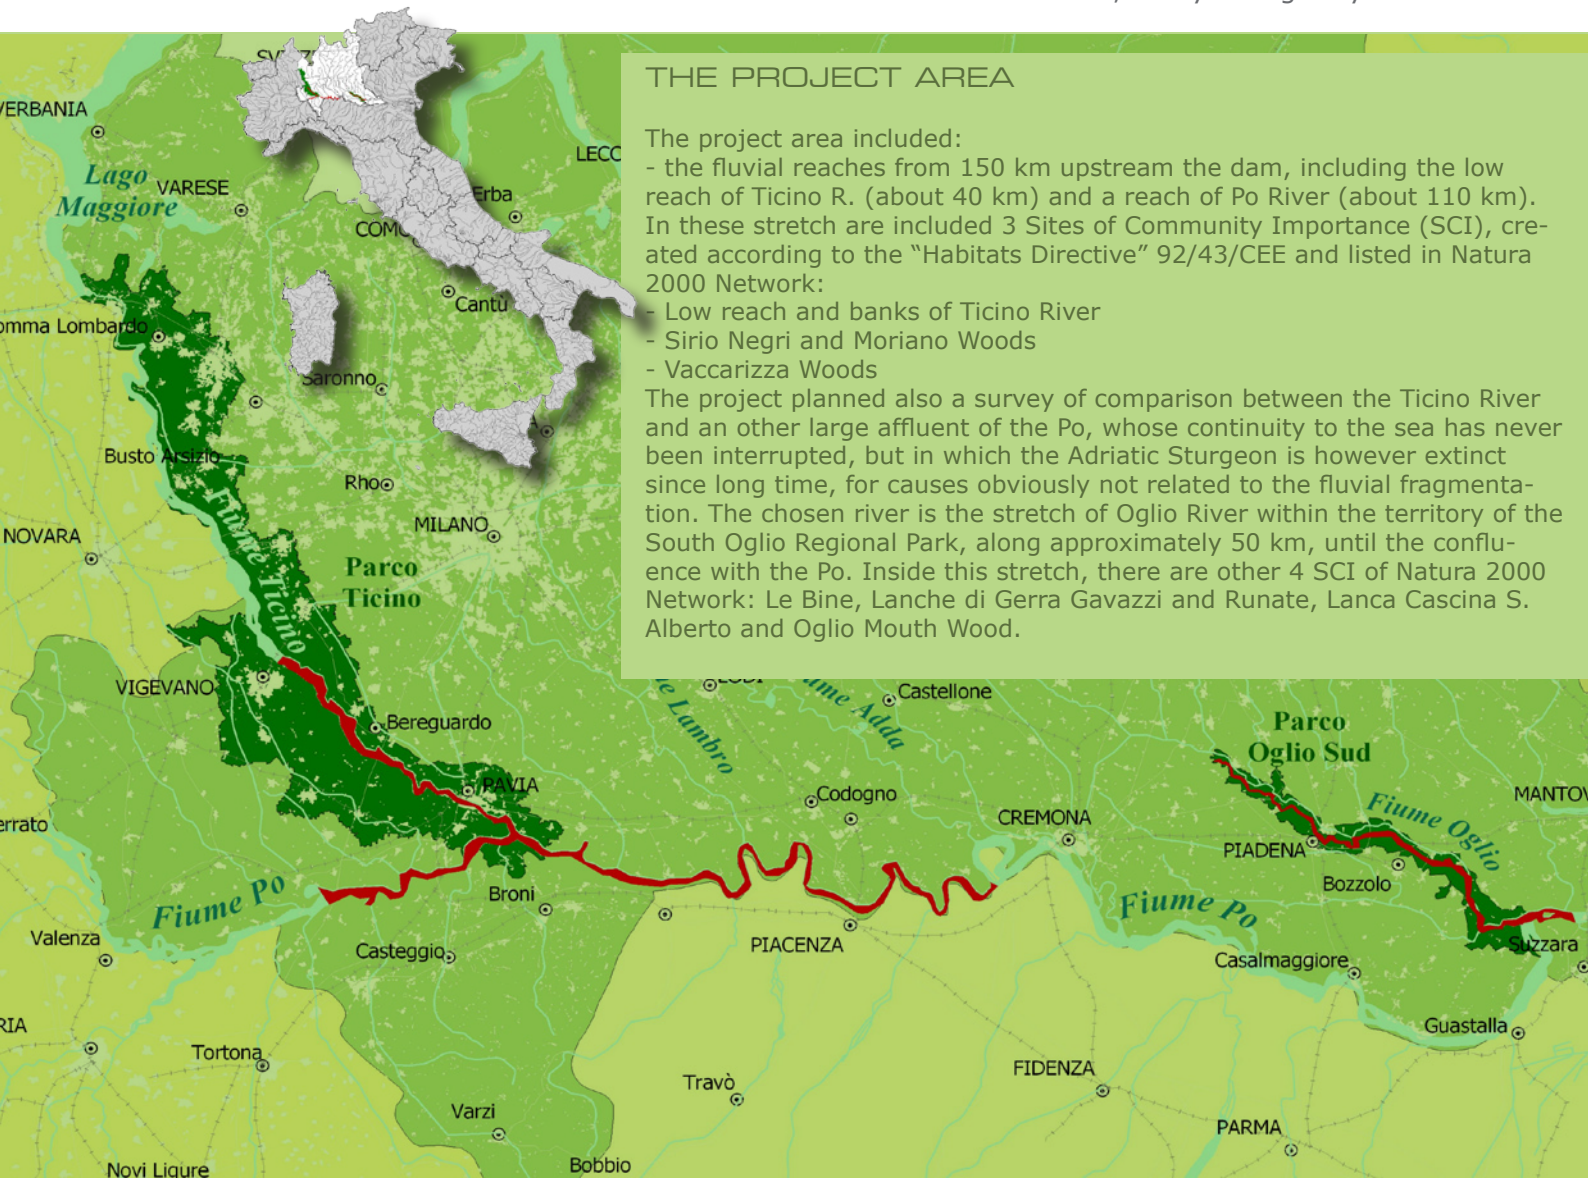 THE PROJECT AREA
The project area included:
- the fluvial reaches from 150 km upstream the dam, including the low
reach of Ticino R. (about 40 km) and a reach of Po River (about 110 km).
In these stretch are included 3 Sites of Community Importance (SCI), cre-
ated according to the “Habitats Directive” 92/43/CEE and listed in Natura
2000 Network:
- Low reach and banks of Ticino River
- Sirio Negri and Moriano Woods
- Vaccarizza Woods
The project planned also a survey of comparison between the Ticino River
and an other large affluent of the Po, whose continuity to the sea has never
been interrupted, but in which the Adriatic Sturgeon is however extinct
since long time, for causes obviously not related to the fluvial fragmenta-
tion. The chosen river is the stretch of Oglio River within the territory of the
South Oglio Regional Park, along approximately 50 km, until the conflu-
ence with the Po. Inside this stretch, there are other 4 SCI of Natura 2000
Network: Le Bine, Lanche di Gerra Gavazzi and Runate, Lanca Cascina S.
Alberto and Oglio Mouth Wood.
VERBANIA
Lago
Maggiore
VARESE
LECC
Erba
COMO
Cantù
omma Lombardo
Saronno
Busto Arsizio
Rho
Fiume Ticino
MILANO
NOVARA
Parco
Ticino
VIGEVANO
Bereguardo
LODI
Lambro
Adda
Castellone
Parco
Oglio Sud
PAVIA
Codogno
CREMONA
Fiume Oglio
MANTOV
errato
PIADENA
Bozzolo
Fiume Po
Broni
Fiume Po
Valenza
Casteggio
PIACENZA
Casalmaggiore
Suzzara
RIA
Tortona
Guastalla
Travò
FIDENZA
Varzi
PARMA
Novi Ligure
Bobbio